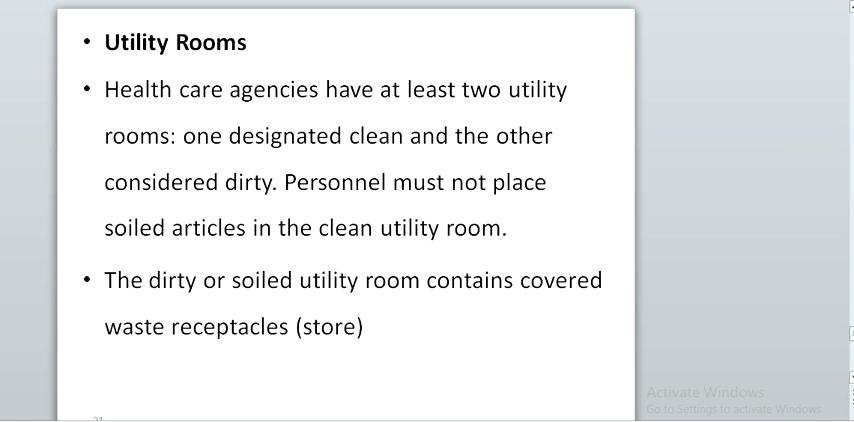 • Utility Rooms
• Health care agencies have at least two utility
rooms: one designated clean and the other
considered dirty. Personnel must not place
soiled articles in the clean utility room.
• The dirty or soiled utility room contains covered
waste receptacles (store)
Activate Windows
Go to Settings to activate Windows.